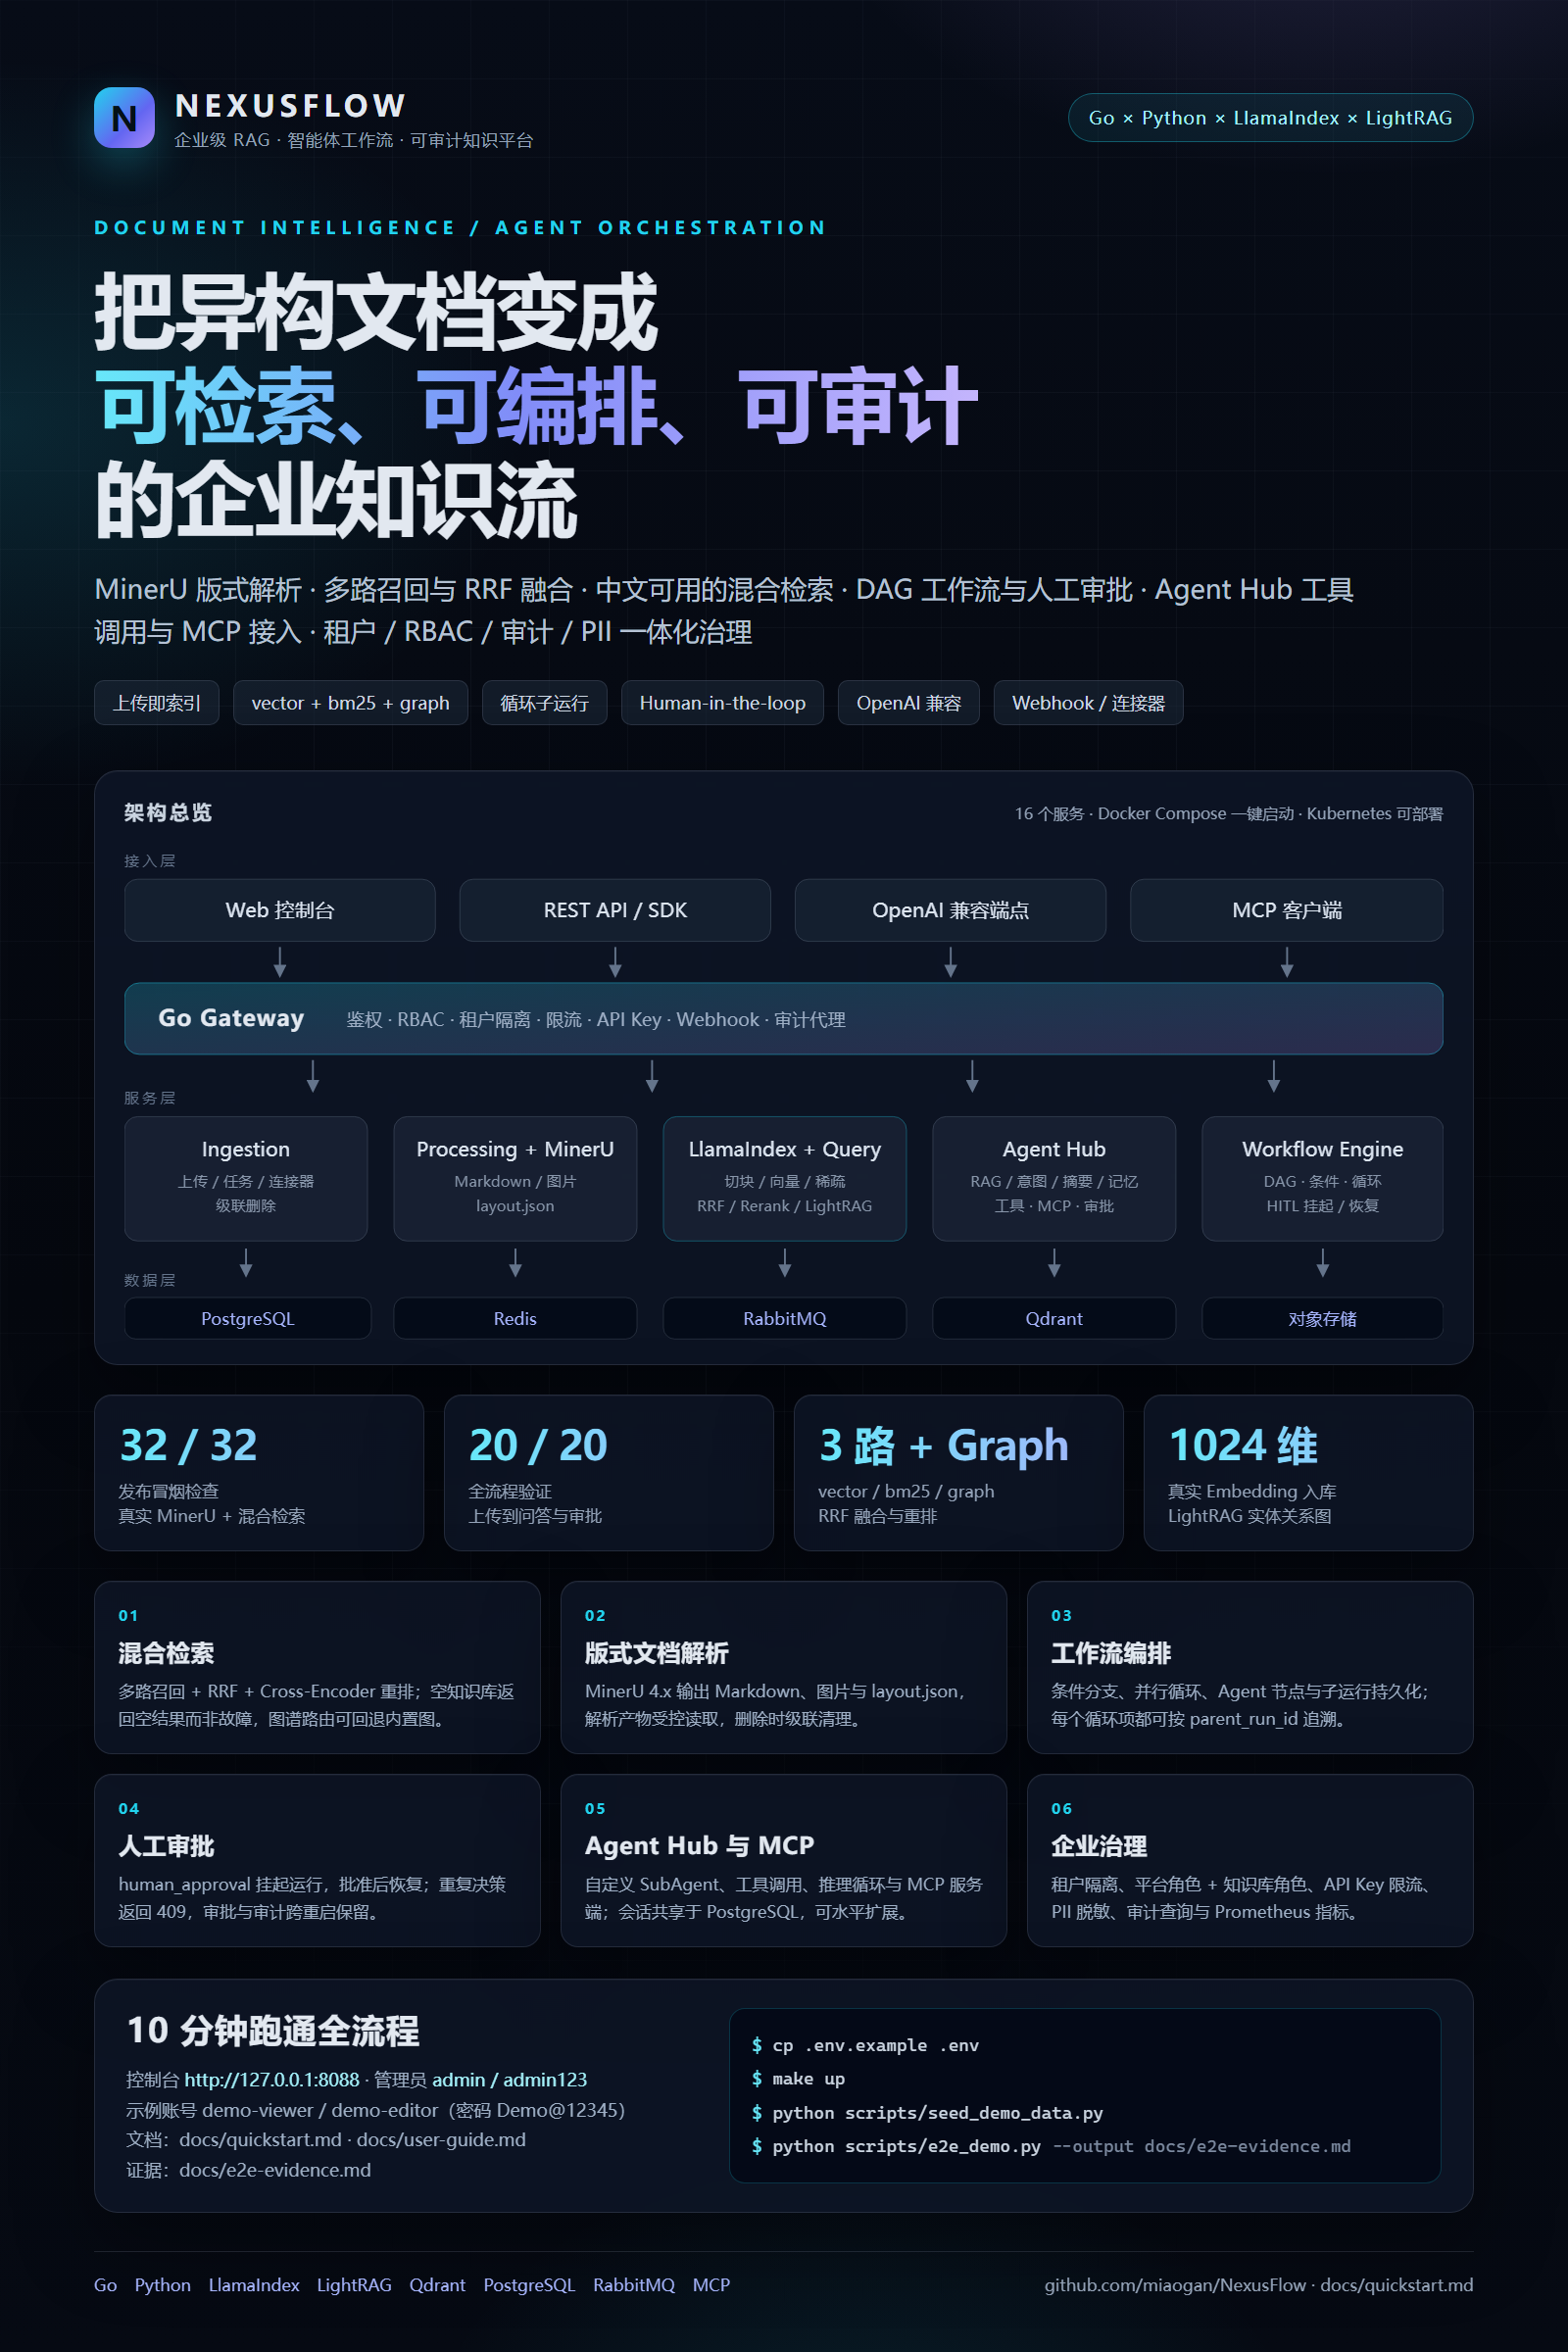 N
NEXUSFLOW
企业级 RAG · 智能体工作流 · 可审计知识平台
Go × Python × LlamaIndex × LightRAG
DOCUMENT INTELLIGENCE / AGENT ORCHESTRATION
把异构文档变成
可检索、可编排、可审计
的企业知识流
MinerU 版式解析 · 多路召回与 RRF 融合 · 中文可用的混合检索 · DAG 工作流与人工审批 · Agent Hub 工具
调用与 MCP 接入 · 租户 / RBAC / 审计 / PII 一体化治理
上传即索引
vector + bm25 + graph
循环子运行
Human-in-the-loop
OpenAI 兼容
Webhook / 连接器
架构总览
16 个服务 · Docker Compose 一键启动 · Kubernetes 可部署
接入层
Web 控制台
REST API / SDK
OpenAI 兼容端点
MCP 客户端
Go Gateway
鉴权 · RBAC · 租户隔离 · 限流 · API Key · Webhook · 审计代理
服务层
Ingestion
上传 / 任务 / 连接器
级联删除
Processing + MinerU
Markdown / 图片
layout.json
LlamaIndex + Query
切块 / 向量 / 稀疏
RRF / Rerank / LightRAG
Agent Hub
RAG / 意图 / 摘要 / 记忆
工具 · MCP · 审批
Workflow Engine
DAG · 条件 · 循环
HITL 挂起 / 恢复
数据层
PostgreSQL
Redis
RabbitMQ
Qdrant
对象存储
32 / 32
发布冒烟检查
真实 MinerU + 混合检索
20 / 20
全流程验证
上传到问答与审批
3 路 + Graph
vector / bm25 / graph
RRF 融合与重排
1024 维
真实 Embedding 入库
LightRAG 实体关系图
01
混合检索
多路召回 + RRF + Cross-Encoder 重排；空知识库返
回空结果而非故障，图谱路由可回退内置图。
02
版式文档解析
MinerU 4.x 输出 Markdown、图片与 layout.json，
解析产物受控读取，删除时级联清理。
03
工作流编排
条件分支、并行循环、Agent 节点与子运行持久化；
每个循环项都可按 parent_run_id 追溯。
04
人工审批
human_approval 挂起运行，批准后恢复；重复决策
返回 409，审批与审计跨重启保留。
05
Agent Hub 与 MCP
自定义 SubAgent、工具调用、推理循环与 MCP 服务
端；会话共享于 PostgreSQL，可水平扩展。
06
企业治理
租户隔离、平台角色 + 知识库角色、API Key 限流、
PII 脱敏、审计查询与 Prometheus 指标。
10 分钟跑通全流程
控制台 http://127.0.0.1:8088 · 管理员 admin / admin123
示例账号 demo-viewer / demo-editor（密码 Demo@12345）
文档：docs/quickstart.md · docs/user-guide.md
证据：docs/e2e-evidence.md
$ cp .env.example .env
$ make up
$ python scripts/seed_demo_data.py
$ python scripts/e2e_demo.py --output docs/e2e-evidence.md
Go Python LlamaIndex LightRAG Qdrant PostgreSQL RabbitMQ MCP
github.com/miaogan/NexusFlow · docs/quickstart.md